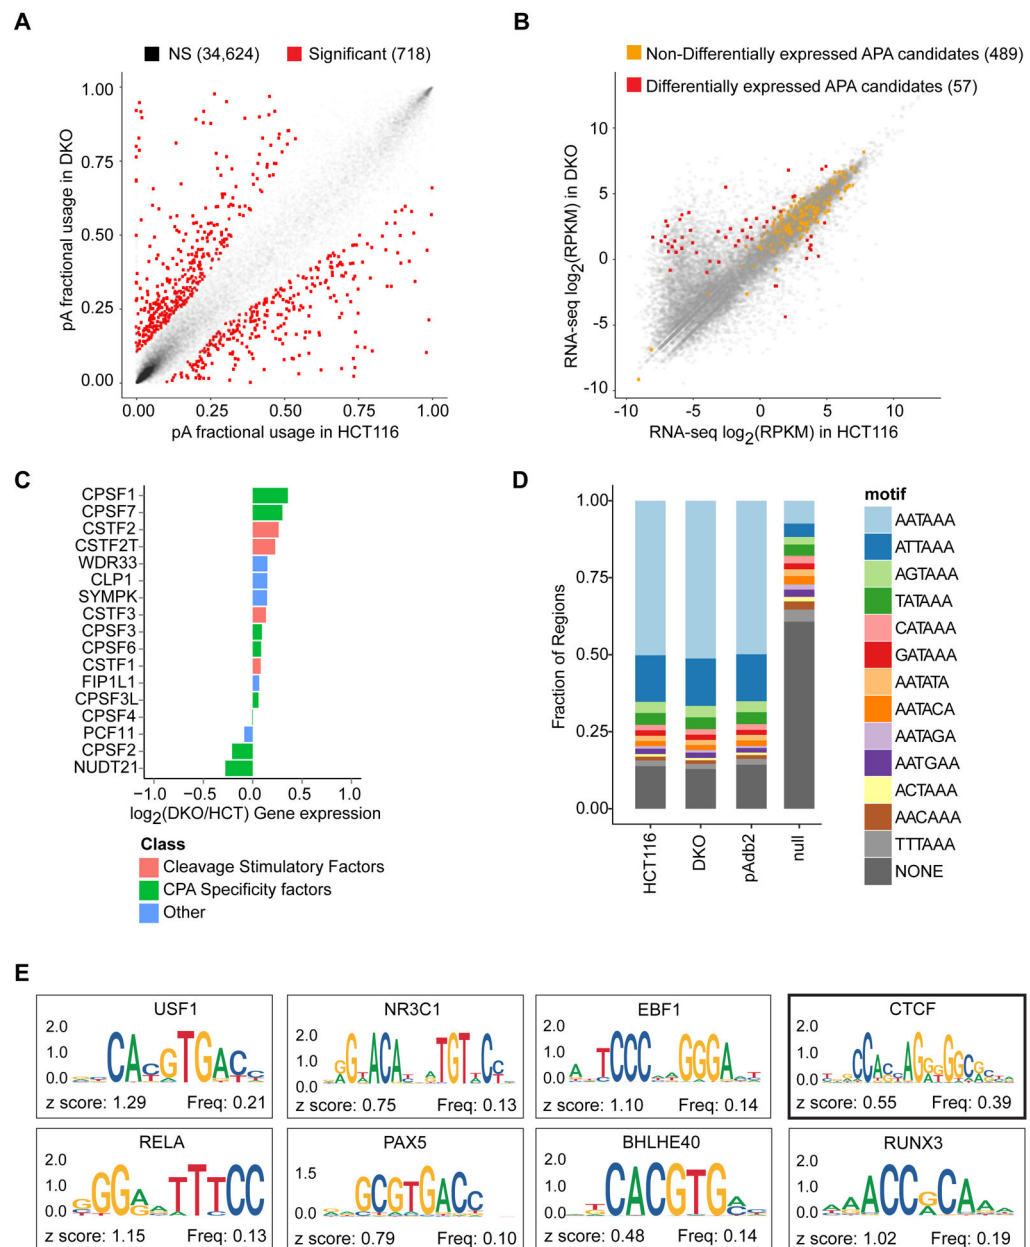 A
NS (34,624) Significant (718)
1.00
0.75
0.50
0.25
0.00
pA fractional usage in DKO
0.00 0.25 0.50 0.75 1.00
pA fractional usage in HCT116
B
Non-Differentially expressed APA candidates (489)
Differentially expressed APA candidates (57)
10
5
0
-5
-10
RNA-seq log2(RPKM) in DKO
-10 -5 0 5 10
RNA-seq log2(RPKM) in HCT116
C
CPSF1
CPSF7
CSTF2
CSTF2T
WDR33
CLP1
SYMPK
CSTF3
CPSF3
CPSF6
CSTF1
FIP1L1
CPSF3L
CPSF4
PCF11
CPSF2
NUDT21
−1.0 −0.5 0.0 0.5 1.0
log2(DKO/HCT) Gene expression
Class
Cleavage Stimulatory Factors
CPA Specificity factors
Other
D
1.00
0.75
0.50
0.25
0.00
Fraction of Regions
HCT116
DKO
pAdb2
null
motif
AATAAA
ATTAAA
AGTAAA
TATAAA
CATAAA
GATAAA
AATATA
AATACA
AATAGA
AATGAA
ACTAAA
AACAAA
TTTAAA
NONE
E
USF1
2.0
1.0
0.0
z score: 1.29 Freq: 0.21
NR3C1
2.0
1.0
0.0
z score: 0.75 Freq: 0.13
EBF1
2.0
1.0
0.0
z score: 1.10 Freq: 0.14
CTCF
2.0
1.0
0.0
z score: 0.55 Freq: 0.39
RELA
2.0
1.0
0.0
z score: 1.15 Freq: 0.13
PAX5
1.5
0.0
z score: 0.79 Freq: 0.10
BHLHE40
2.0
1.0
0.0
z score: 0.48 Freq: 0.14
RUNX3
2.0
1.0
0.0
z score: 1.02 Freq: 0.19